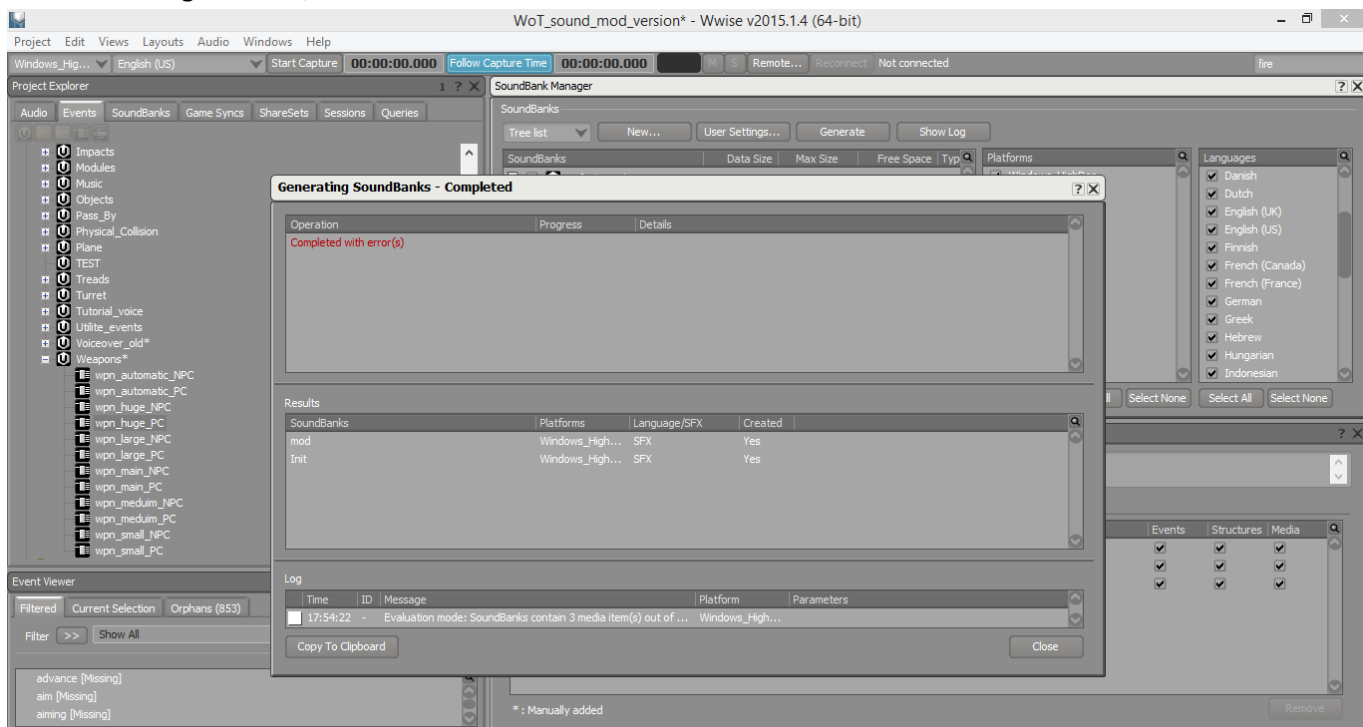 WoT_sound_mod_version* - Wwise v2015.1.4 (64-bit)
Project Edit Views Layouts Audio Windows Help
Windows_Hig... English (US) Start Capture 00:00:00.000 Follow Capture Time 00:00:00.000 M S Remote... Reconnect Not connected fire
Project Explorer 1 ? X SoundBank Manager ? X
Audio Events SoundBanks Game Syncs ShareSets Sessions Queries
SoundBanks
Tree list New... User Settings... Generate Show Log
SoundBanks Data Size Max Size Free Space Typ Platforms Languages
Impacts
Modules
Music
Objects
Pass_By
Physical_Collision
Plane
TEST
Treads
Turret
Tutorial_voice
Utilite_events
Voiceover_old*
Weapons*
wpn_automatic_NPC
wpn_automatic_PC
wpn_huge_NPC
wpn_huge_PC
wpn_large_NPC
wpn_large_PC
wpn_main_NPC
wpn_main_PC
wpn_meduim_NPC
wpn_meduim_PC
wpn_small_NPC
wpn_small_PC
Danish
Dutch
English (UK)
English (US)
Finnish
French (Canada)
French (France)
German
Greek
Hebrew
Hungarian
Indonesian
Select None Select All Select None
Generating SoundBanks - Completed ? X
Operation Progress Details
Completed with error(s)
Results
SoundBanks Platforms Language/SFX Created
mod Windows_High... SFX Yes
Init Windows_High... SFX Yes
Log
Time ID Message Platform Parameters
17:54:22 - Evaluation mode: SoundBanks contain 3 media item(s) out of ... Windows_High...
Copy To Clipboard Close
? X
Events Structures Media
Event Viewer
Filtered Current Selection Orphans (853)
Filter >> Show All
advance [Missing]
aim [Missing]
aiming [Missing]
* : Manually added Remove